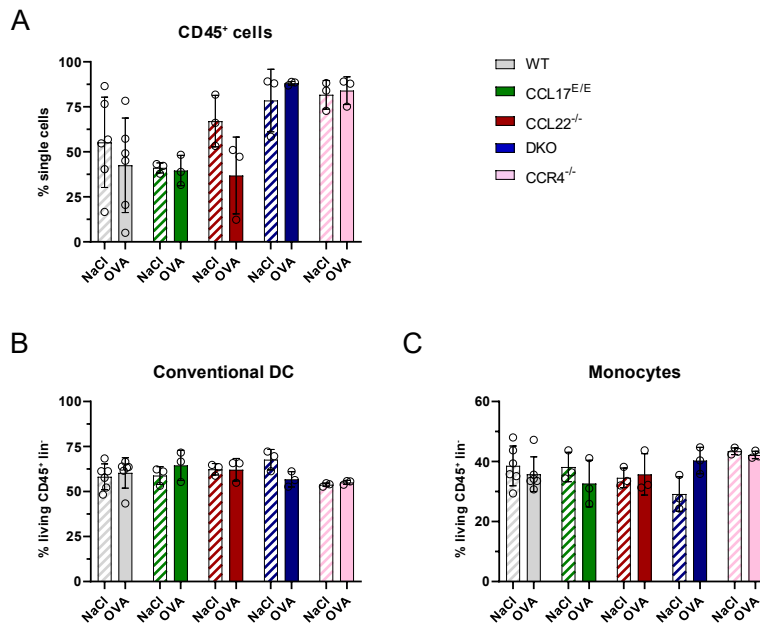 A
CD45⁺ cells
% single cells
100
75
50
25
0
NaCl OVA NaCl OVA NaCl OVA NaCl OVA NaCl OVA
WT
CCL17ᴱ/ᴱ
CCL22⁻/⁻
DKO
CCR4⁻/⁻
B
Conventional DC
% living CD45⁺ lin⁻
100
75
50
25
0
NaCl OVA NaCl OVA NaCl OVA NaCl OVA NaCl OVA
C
Monocytes
% living CD45⁺ lin⁻
60
40
20
0
NaCl OVA NaCl OVA NaCl OVA NaCl OVA NaCl OVA